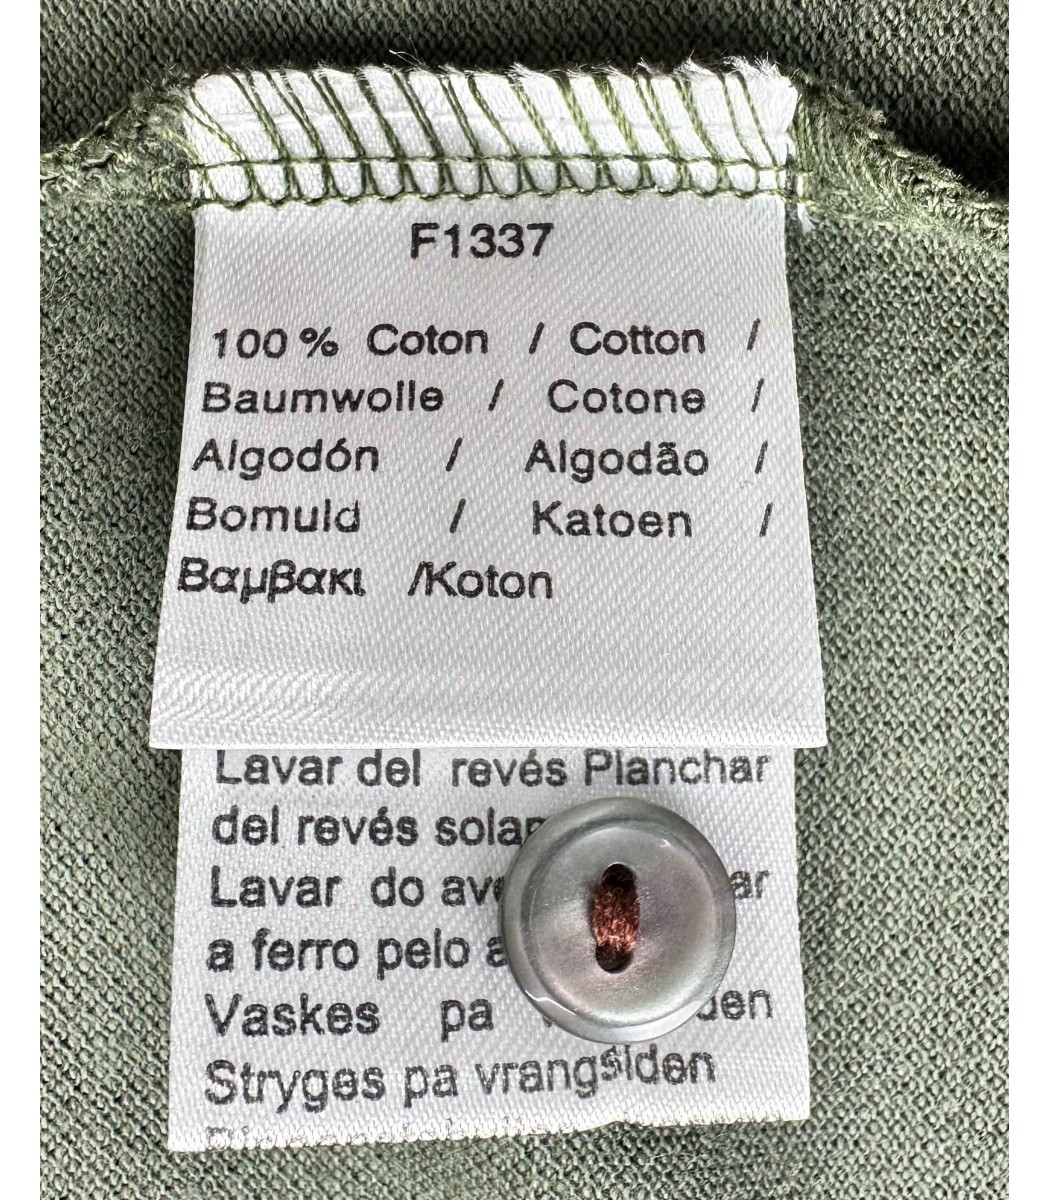 F1337
100 % Coton / Cotton /
Baumwolle / Cotone /
Algodón / Algodão /
Bomuld / Katoen /
Βαμβακι /Koton
Lavar del revés Planchar
del revés
Lavar do
a ferro pelo
Vaskes pa
Stryges pa vrangsiden